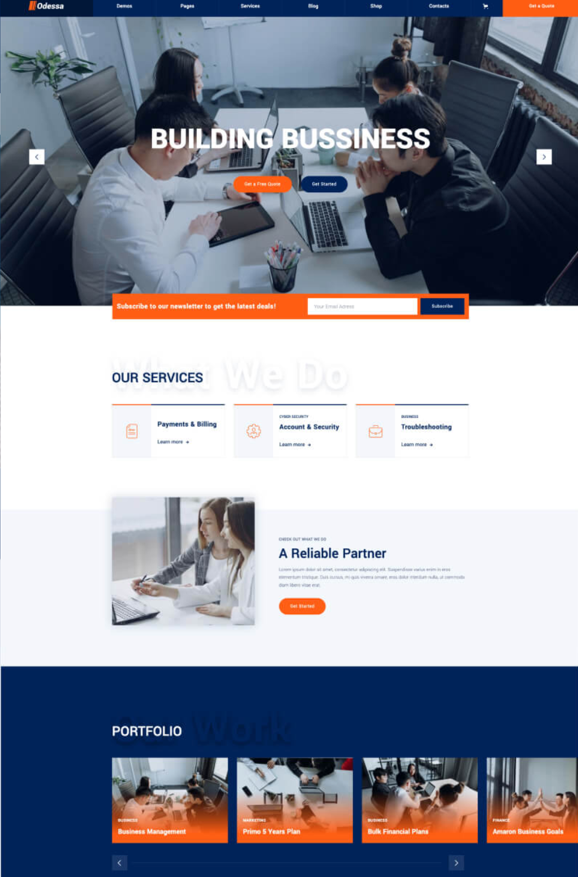 Odessa
Demos Pages Services Blog Shop Contacts Get a Quote
BUILDING BUSSINESS
Get a Free Quote Get Started
Subscribe to our newsletter to get the latest deals! Your Email Adress Subscribe
What We Do
OUR SERVICES
Payments & Billing
Learn more
CYBER SECURITY
Account & Security
Learn more
BUSINESS
Troubleshooting
Learn more
CHECK OUT WHAT WE DO
A Reliable Partner
Lorem ipsum dolor sit amet, consectetur adipiscing elit. Suspendisse varius enim in eros
elementum tristique. Duis cursus, mi quis viverra ornare, eros dolor interdum nulla, ut commodo
diam libero vitae erat.
Get Started
Our Work
PORTFOLIO
BUSINESS
Business Management
MARKETING
Primo 5 Years Plan
BUSINESS
Bulk Financial Plans
FINANCE
Amaron Business Goals